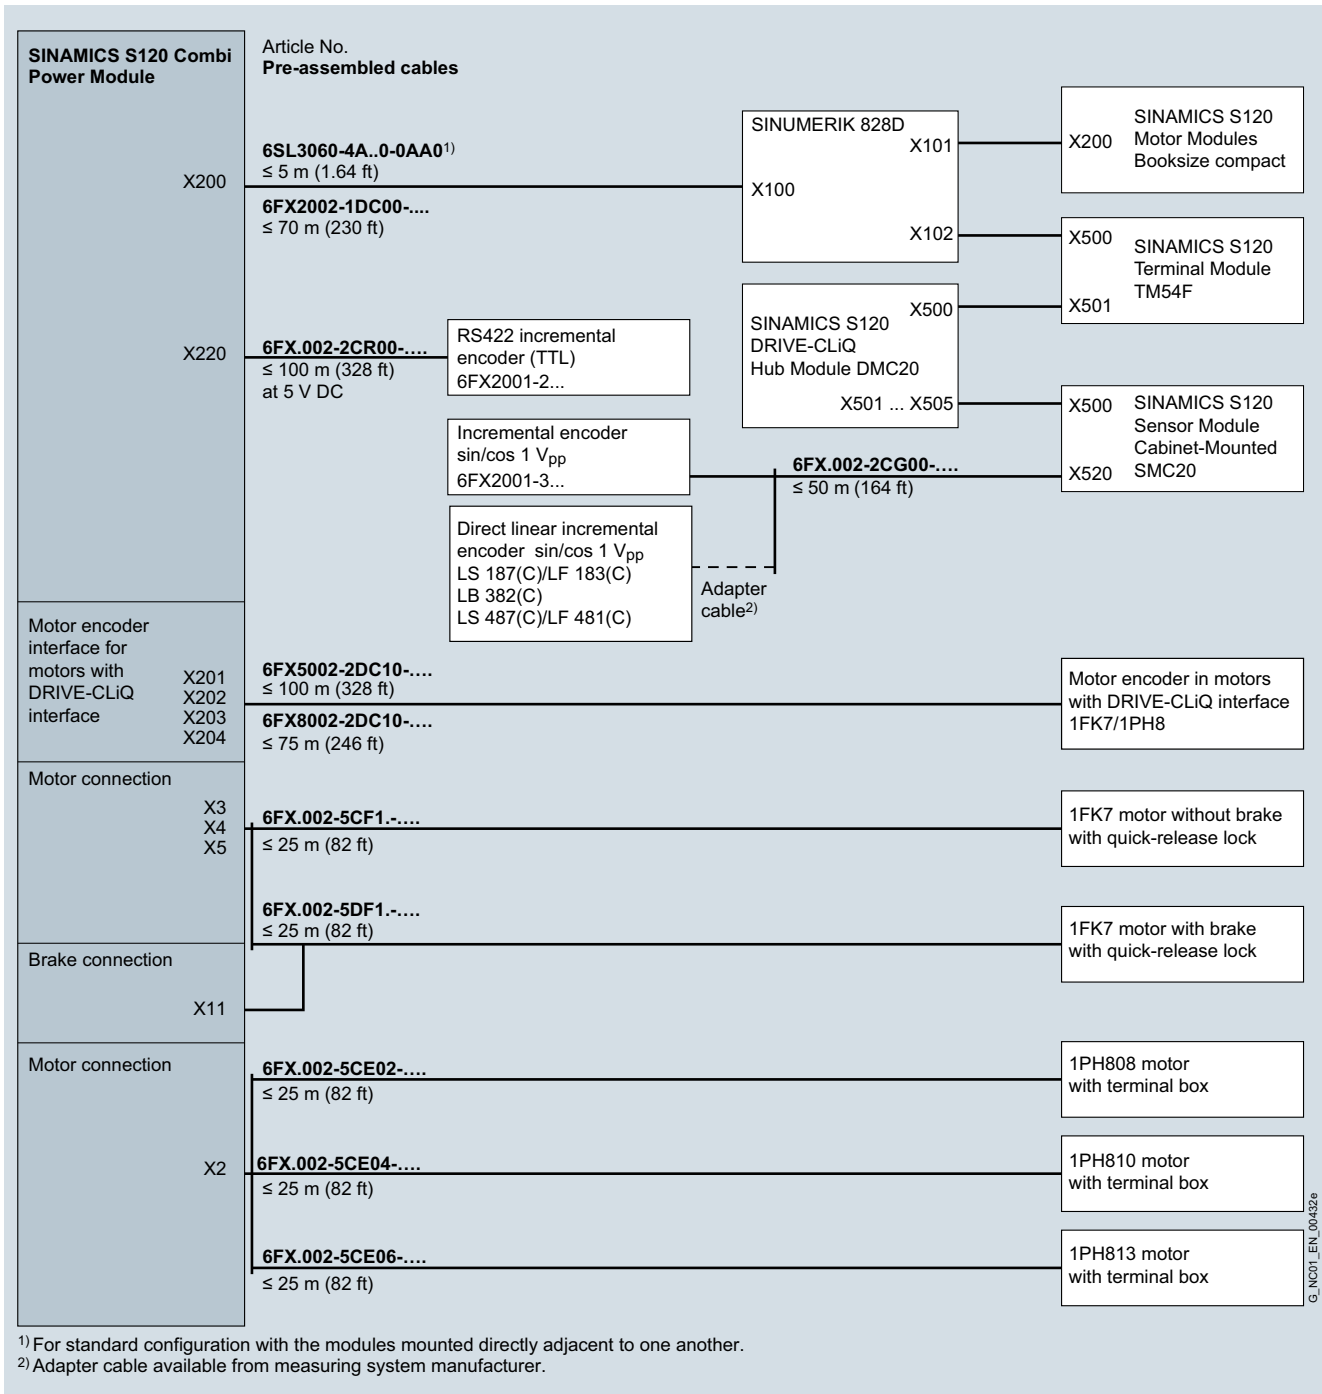 SINAMICS S120 Combi
Power Module
Article No.
Pre-assembled cables
X200
6SL3060-4A..0-0AA01)
≤ 5 m (1.64 ft)
6FX2002-1DC00-....
≤ 70 m (230 ft)
SINUMERIK 828D
X101
X100
X102
X200
SINAMICS S120
Motor Modules
Booksize compact
X500
SINAMICS S120
Terminal Module
TM54F
X501
X500
SINAMICS S120
DRIVE-CLiQ
Hub Module DMC20
X501 ... X505
X220
6FX.002-2CR00-....
≤ 100 m (328 ft)
at 5 V DC
RS422 incremental
encoder (TTL)
6FX2001-2...
X500
SINAMICS S120
Sensor Module
Cabinet-Mounted
SMC20
X520
Incremental encoder
sin/cos 1 Vpp
6FX2001-3...
6FX.002-2CG00-....
≤ 50 m (164 ft)
Direct linear incremental
encoder sin/cos 1 Vpp
LS 187(C)/LF 183(C)
LB 382(C)
LS 487(C)/LF 481(C)
Adapter
cable2)
Motor encoder
interface for
motors with
DRIVE-CLiQ
interface
X201
X202
X203
X204
6FX5002-2DC10-....
≤ 100 m (328 ft)
6FX8002-2DC10-....
≤ 75 m (246 ft)
Motor encoder in motors
with DRIVE-CLiQ interface
1FK7/1PH8
Motor connection
X3
X4
X5
6FX.002-5CF1.-....
≤ 25 m (82 ft)
1FK7 motor without brake
with quick-release lock
6FX.002-5DF1.-....
≤ 25 m (82 ft)
1FK7 motor with brake
with quick-release lock
Brake connection
X11
Motor connection
X2
6FX.002-5CE02-....
≤ 25 m (82 ft)
1PH808 motor
with terminal box
6FX.002-5CE04-....
≤ 25 m (82 ft)
1PH810 motor
with terminal box
6FX.002-5CE06-....
≤ 25 m (82 ft)
1PH813 motor
with terminal box
G_NC01_EN_00432e
1) For standard configuration with the modules mounted directly adjacent to one another.
2) Adapter cable available from measuring system manufacturer.